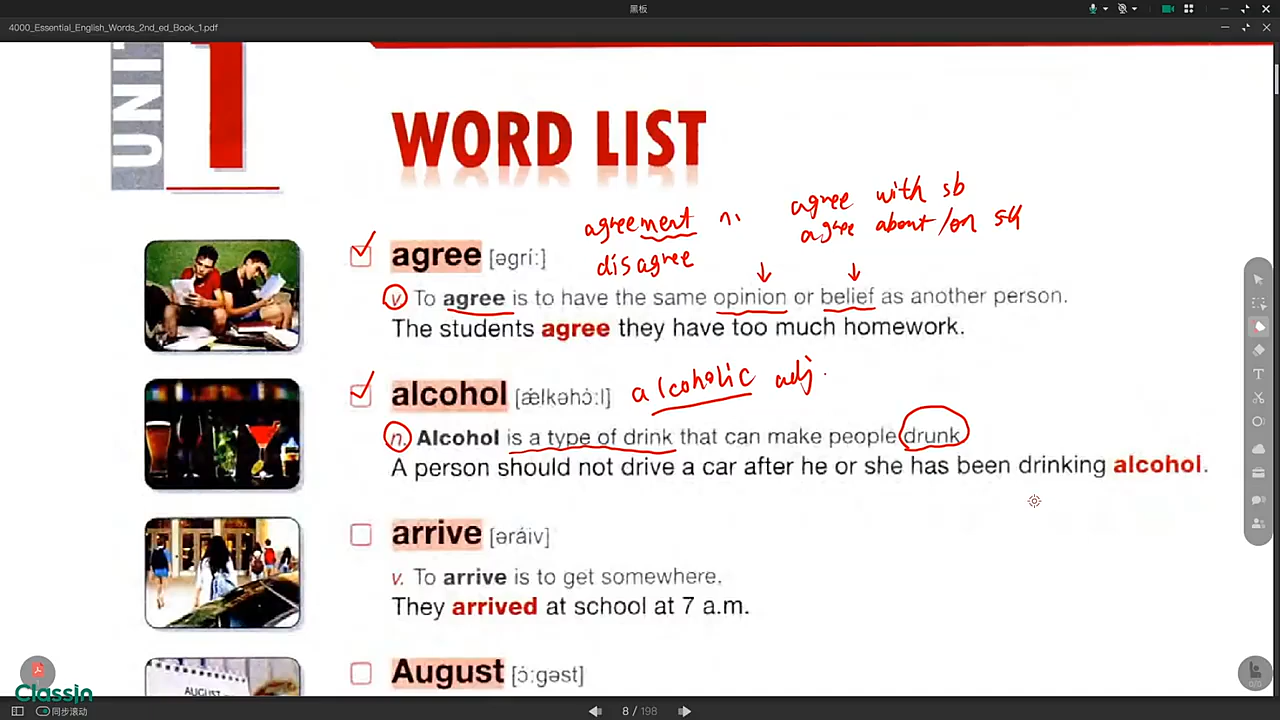 黑板
4000_Essential_English_Words_2nd_ed_Book_1.pdf
UNIT 1
WORD LIST
agreement n. agree with sb
disagree agree about/on sth
agree [əgríː]
v. To agree is to have the same opinion or belief as another person.
The students agree they have too much homework.
alcohol [ǽlkəhɔ̀ːl] alcoholic adj.
n. Alcohol is a type of drink that can make people drunk.
A person should not drive a car after he or she has been drinking alcohol.
arrive [əráiv]
v. To arrive is to get somewhere.
They arrived at school at 7 a.m.
AUGUST
August [ɔ́ːgəst]
ClassIn
同步滚动
8 / 198
0/0